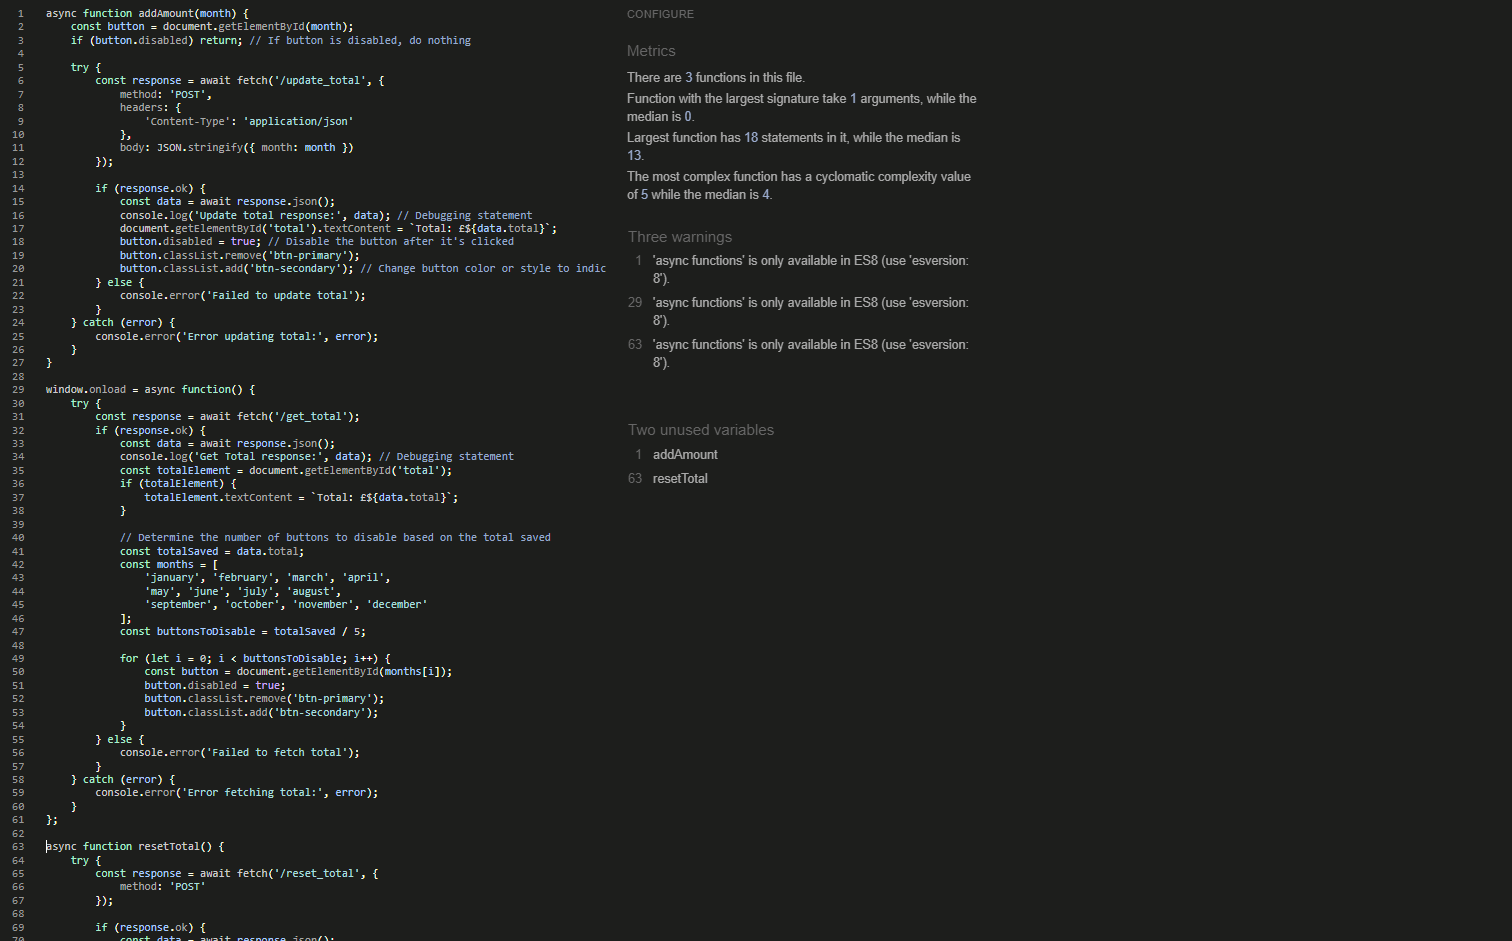 1 async function addAmount(month) {
2 const button = document.getElementById(month);
3 if (button.disabled) return; // If button is disabled, do nothing
4
5 try {
6 const response = await fetch('/update_total', {
7 method: 'POST',
8 headers: {
9 'Content-Type': 'application/json'
10 },
11 body: JSON.stringify({ month: month })
12 });
13
14 if (response.ok) {
15 const data = await response.json();
16 console.log('Update total response:', data); // Debugging statement
17 document.getElementById('total').textContent = `Total: £${data.total}`;
18 button.disabled = true; // Disable the button after it's clicked
19 button.classList.remove('btn-primary');
20 button.classList.add('btn-secondary'); // Change button color or style to indic
21 } else {
22 console.error('Failed to update total');
23 }
24 } catch (error) {
25 console.error('Error updating total:', error);
26 }
27 }
28
29 window.onload = async function() {
30 try {
31 const response = await fetch('/get_total');
32 if (response.ok) {
33 const data = await response.json();
34 console.log('Get Total response:', data); // Debugging statement
35 const totalElement = document.getElementById('total');
36 if (totalElement) {
37 totalElement.textContent = `Total: £${data.total}`;
38 }
39
40 // Determine the number of buttons to disable based on the total saved
41 const totalSaved = data.total;
42 const months = [
43 'january', 'february', 'march', 'april',
44 'may', 'june', 'july', 'august',
45 'september', 'october', 'november', 'december'
46 ];
47 const buttonsToDisable = totalSaved / 5;
48
49 for (let i = 0; i < buttonsToDisable; i++) {
50 const button = document.getElementById(months[i]);
51 button.disabled = true;
52 button.classList.remove('btn-primary');
53 button.classList.add('btn-secondary');
54 }
55 } else {
56 console.error('Failed to fetch total');
57 }
58 } catch (error) {
59 console.error('Error fetching total:', error);
60 }
61 };
62
63 async function resetTotal() {
64 try {
65 const response = await fetch('/reset_total', {
66 method: 'POST'
67 });
68
69 if (response.ok) {
70 const data = await response.json();
CONFIGURE
Metrics
There are 3 functions in this file.
Function with the largest signature take 1 arguments, while the
median is 0.
Largest function has 18 statements in it, while the median is
13.
The most complex function has a cyclomatic complexity value
of 5 while the median is 4.
Three warnings
1 'async functions' is only available in ES8 (use 'esversion:
8').
29 'async functions' is only available in ES8 (use 'esversion:
8').
63 'async functions' is only available in ES8 (use 'esversion:
8').
Two unused variables
1 addAmount
63 resetTotal